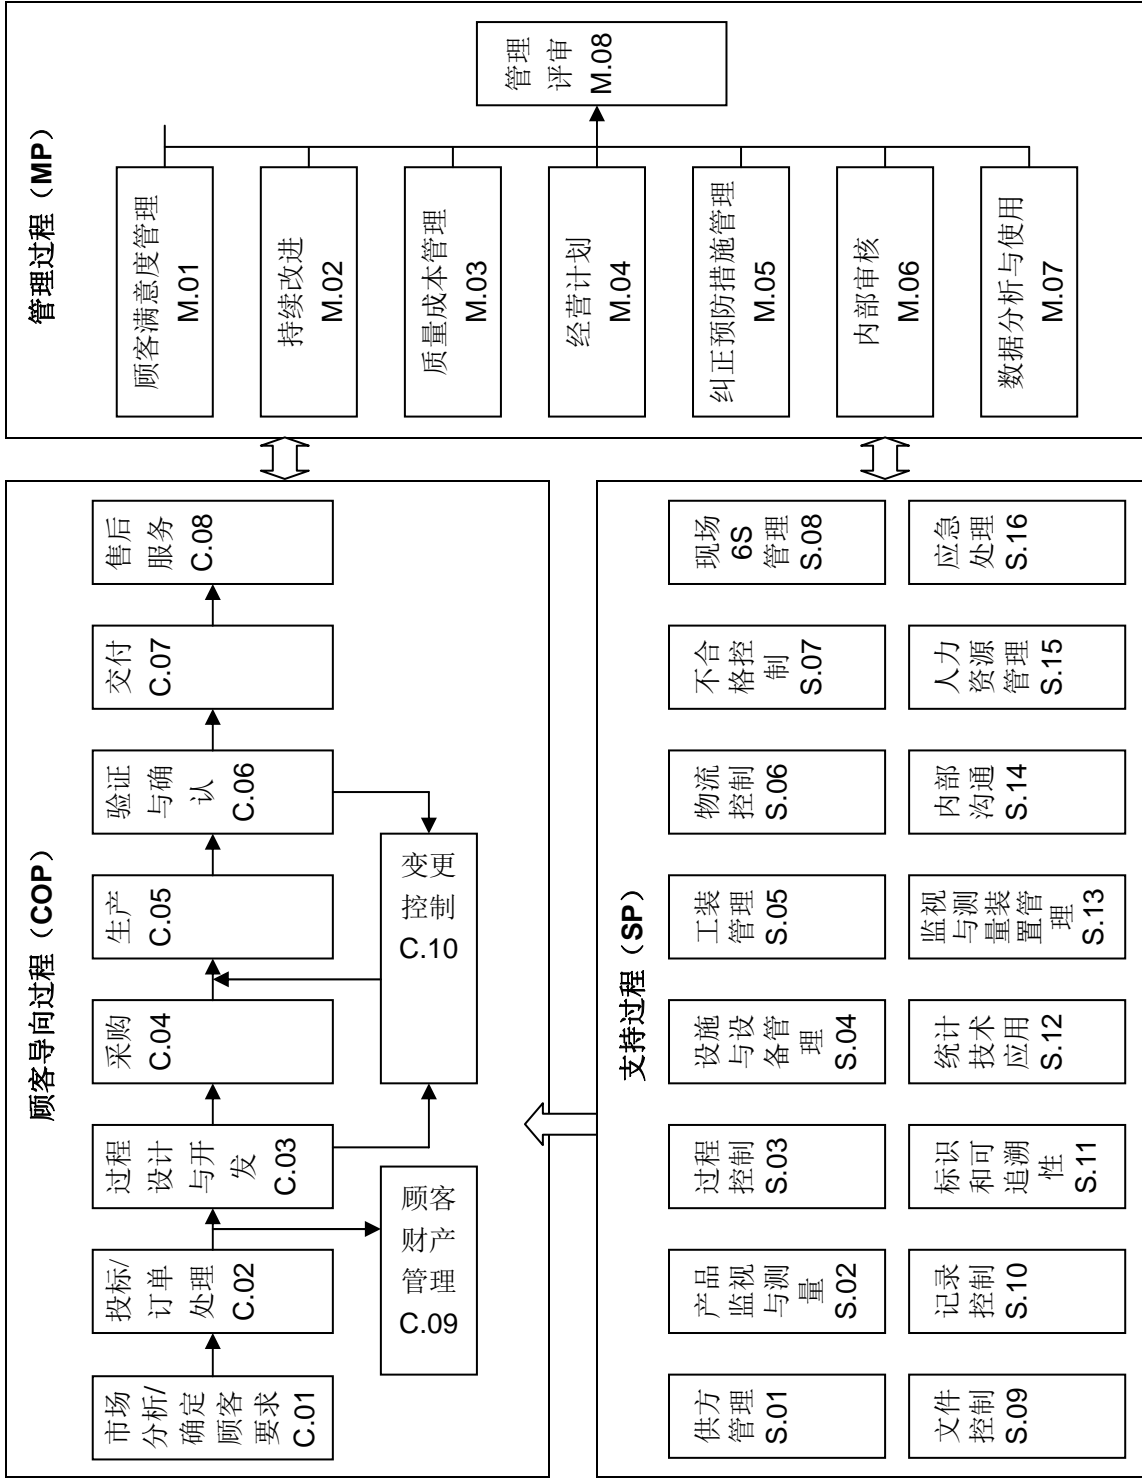 管理过程（MP）
顾客满意度管理
M.01
持续改进
M.02
质量成本管理
M.03
经营计划
M.04
纠正预防措施管理
M.05
内部审核
M.06
数据分析与使用
M.07
管理
评审
M.08
顾客导向过程（COP）
市场
分析/
确定
顾客
要求
C.01
投标/
订单
处理
C.02
过程
设计
与开
发
C.03
采购
C.04
生产
C.05
验证
与确
认
C.06
交付
C.07
售后
服务
C.08
顾客
财产
管理
C.09
变更
控制
C.10
支持过程（SP）
供方
管理
S.01
产品
监视
与测
量
S.02
过程
控制
S.03
设施
与设
备管
理
S.04
工装
管理
S.05
物流
控制
S.06
不合
格控
制
S.07
现场
6S
管理
S.08
文件
控制
S.09
记录
控制
S.10
标识
和可
追溯
性
S.11
统计
技术
应用
S.12
监视
与测
量装
置管
理
S.13
内部
沟通
S.14
人力
资源
管理
S.15
应急
处理
S.16